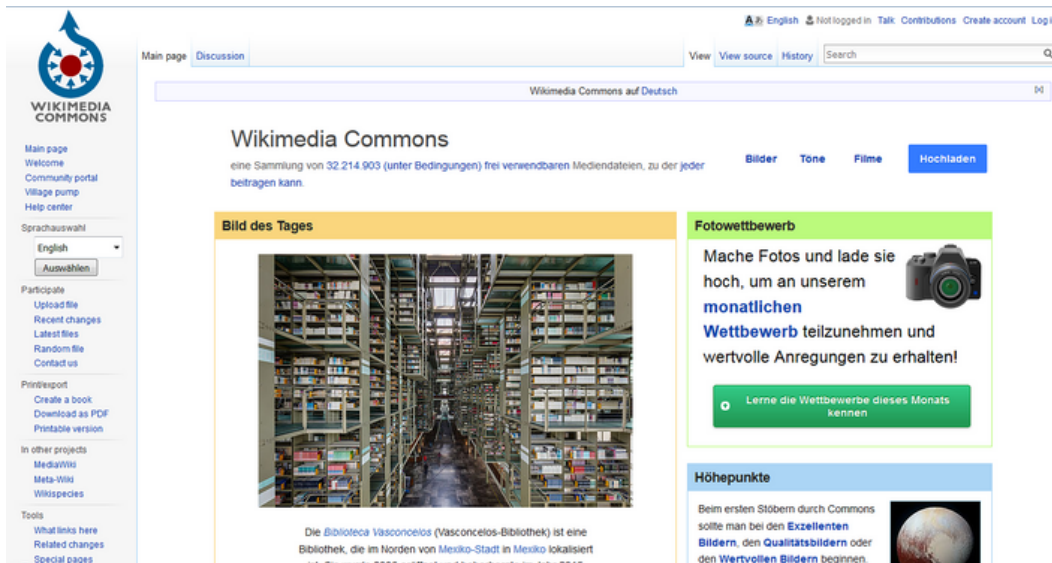 English Not logged in Talk Contributions Create account Log i
Main page Discussion
View View source History Search
Wikimedia Commons auf Deutsch
WIKIMEDIA
COMMONS
Main page
Welcome
Community portal
Village pump
Help center
Sprachauswahl
English
Auswählen
Participate
Upload file
Recent changes
Latest files
Random file
Contact us
Print/export
Create a book
Download as PDF
Printable version
In other projects
MediaWiki
Meta-Wiki
Wikispecies
Tools
What links here
Related changes
Special pages
Wikimedia Commons
eine Sammlung von 32.214.903 (unter Bedingungen) frei verwendbaren Mediendateien, zu der jeder
beitragen kann.
Bilder Töne Filme Hochladen
Bild des Tages
Die Biblioteca Vasconcelos (Vasconcelos-Bibliothek) ist eine
Bibliothek, die im Norden von Mexiko-Stadt in Mexiko lokalisiert
Fotowettbewerb
Mache Fotos und lade sie
hoch, um an unserem
monatlichen
Wettbewerb teilzunehmen und
wertvolle Anregungen zu erhalten!
Lerne die Wettbewerbe dieses Monats
kennen
Höhepunkte
Beim ersten Stöbern durch Commons
sollte man bei den Exzellenten
Bildern, den Qualitätsbildern oder
den Wertvollen Bildern beginnen.